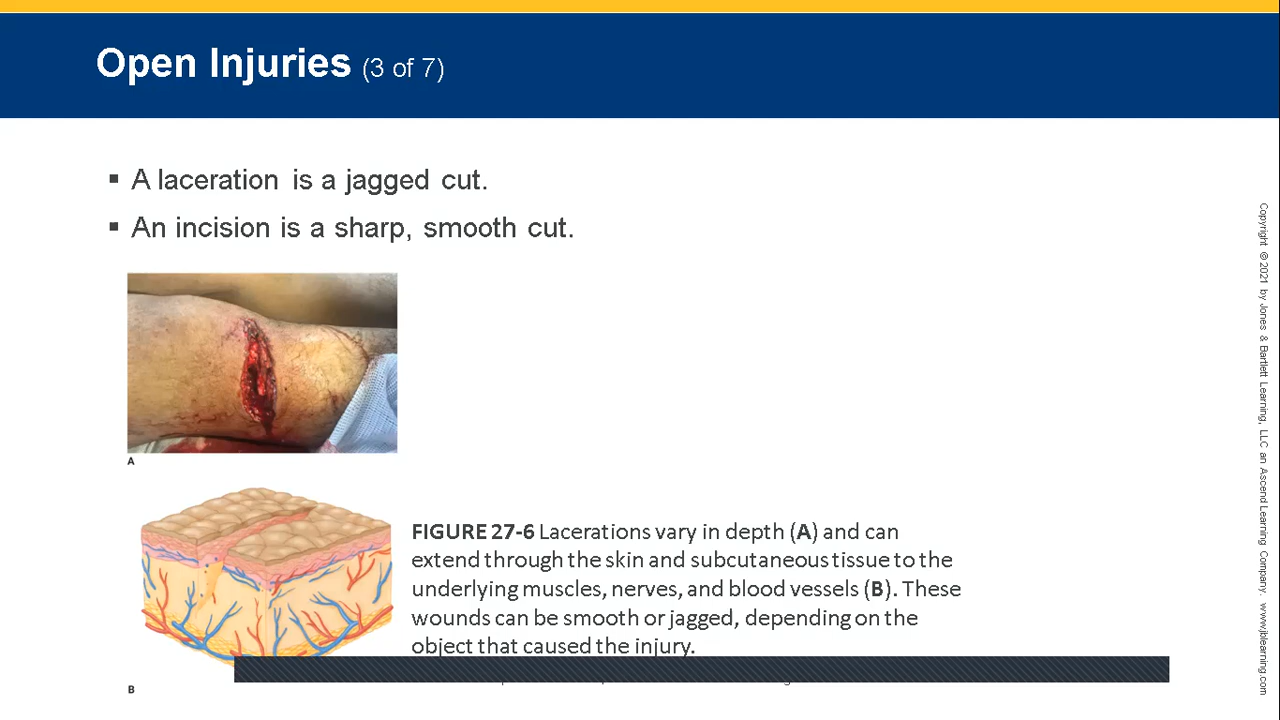 Open Injuries (3 of 7)
▪ A laceration is a jagged cut.
▪ An incision is a sharp, smooth cut.
A
FIGURE 27-6 Lacerations vary in depth (A) and can
extend through the skin and subcutaneous tissue to the
underlying muscles, nerves, and blood vessels (B). These
wounds can be smooth or jagged, depending on the
object that caused the injury.
B
Copyright © 2021 by Jones & Bartlett Learning, LLC an Ascend Learning Company. www.jblearning.com